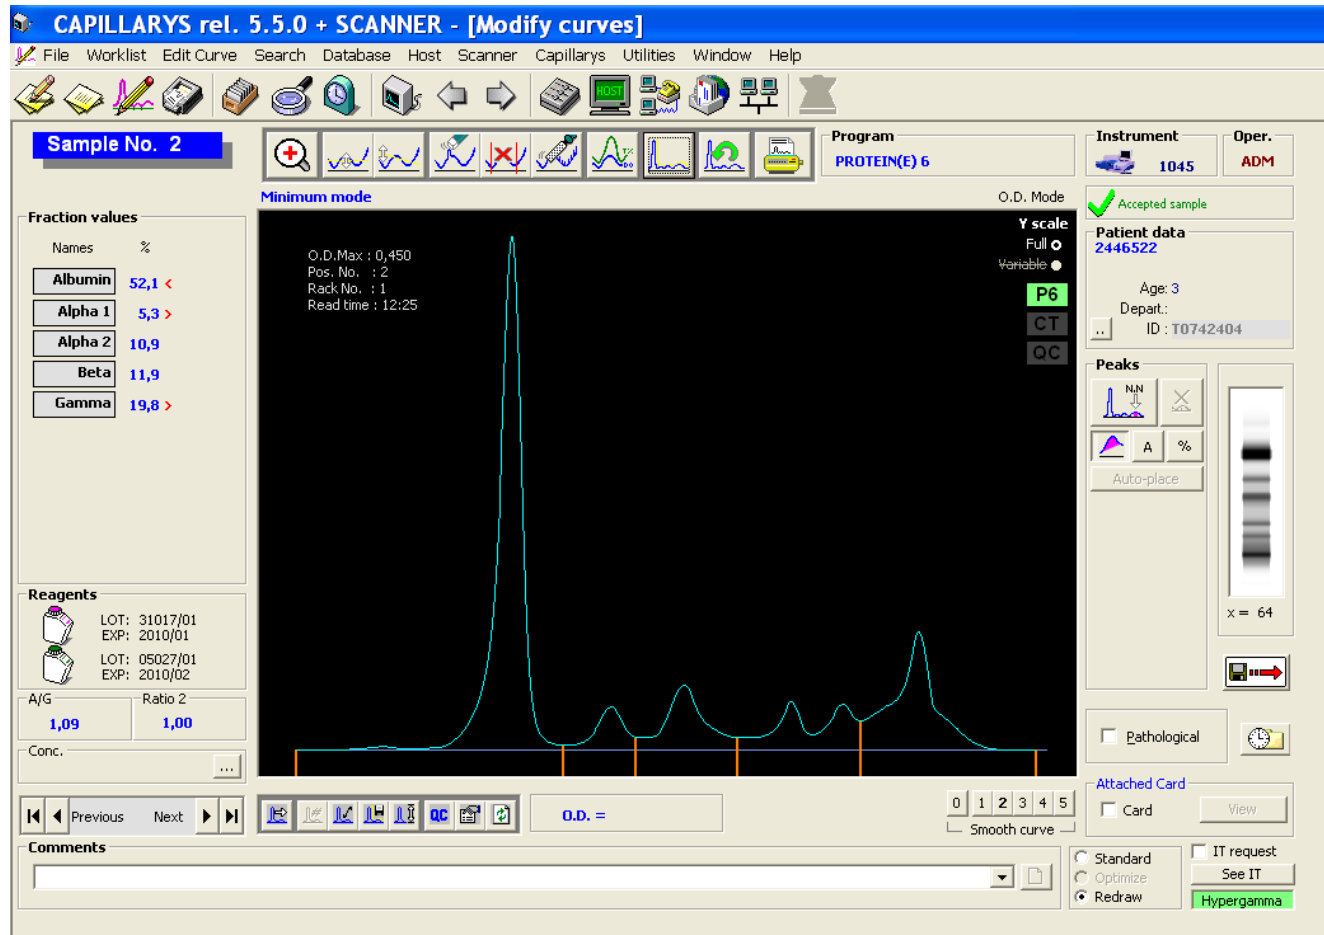 CAPILLARYS rel. 5.5.0 + SCANNER - [Modify curves]
File Worklist Edit Curve Search Database Host Scanner Capillarys Utilities Window Help
HOST
Sample No. 2
Program
PROTEIN(E) 6
Instrument
1045
Oper.
ADM
Minimum mode
O.D. Mode
Accepted sample
Fraction values
Names %
Albumin 52,1 <
Alpha 1 5,3 >
Alpha 2 10,9
Beta 11,9
Gamma 19,8 >
O.D.Max : 0,450
Pos. No. : 2
Rack No. : 1
Read time : 12:25
Y scale
Full
Variable
P6
CT
QC
Patient data
2446522
Age: 3
Depart.:
.. ID : T0742404
Peaks
N,N
A %
Auto-place
x = 64
Reagents
LOT: 31017/01
EXP: 2010/01
LOT: 05027/01
EXP: 2010/02
A/G
1,09
Ratio 2
1,00
Conc.
...
Pathological
Previous Next
QC
O.D. =
0 1 2 3 4 5
Smooth curve
Attached Card
Card View
Comments
Standard
Optimize
Redraw
IT request
See IT
Hypergamma